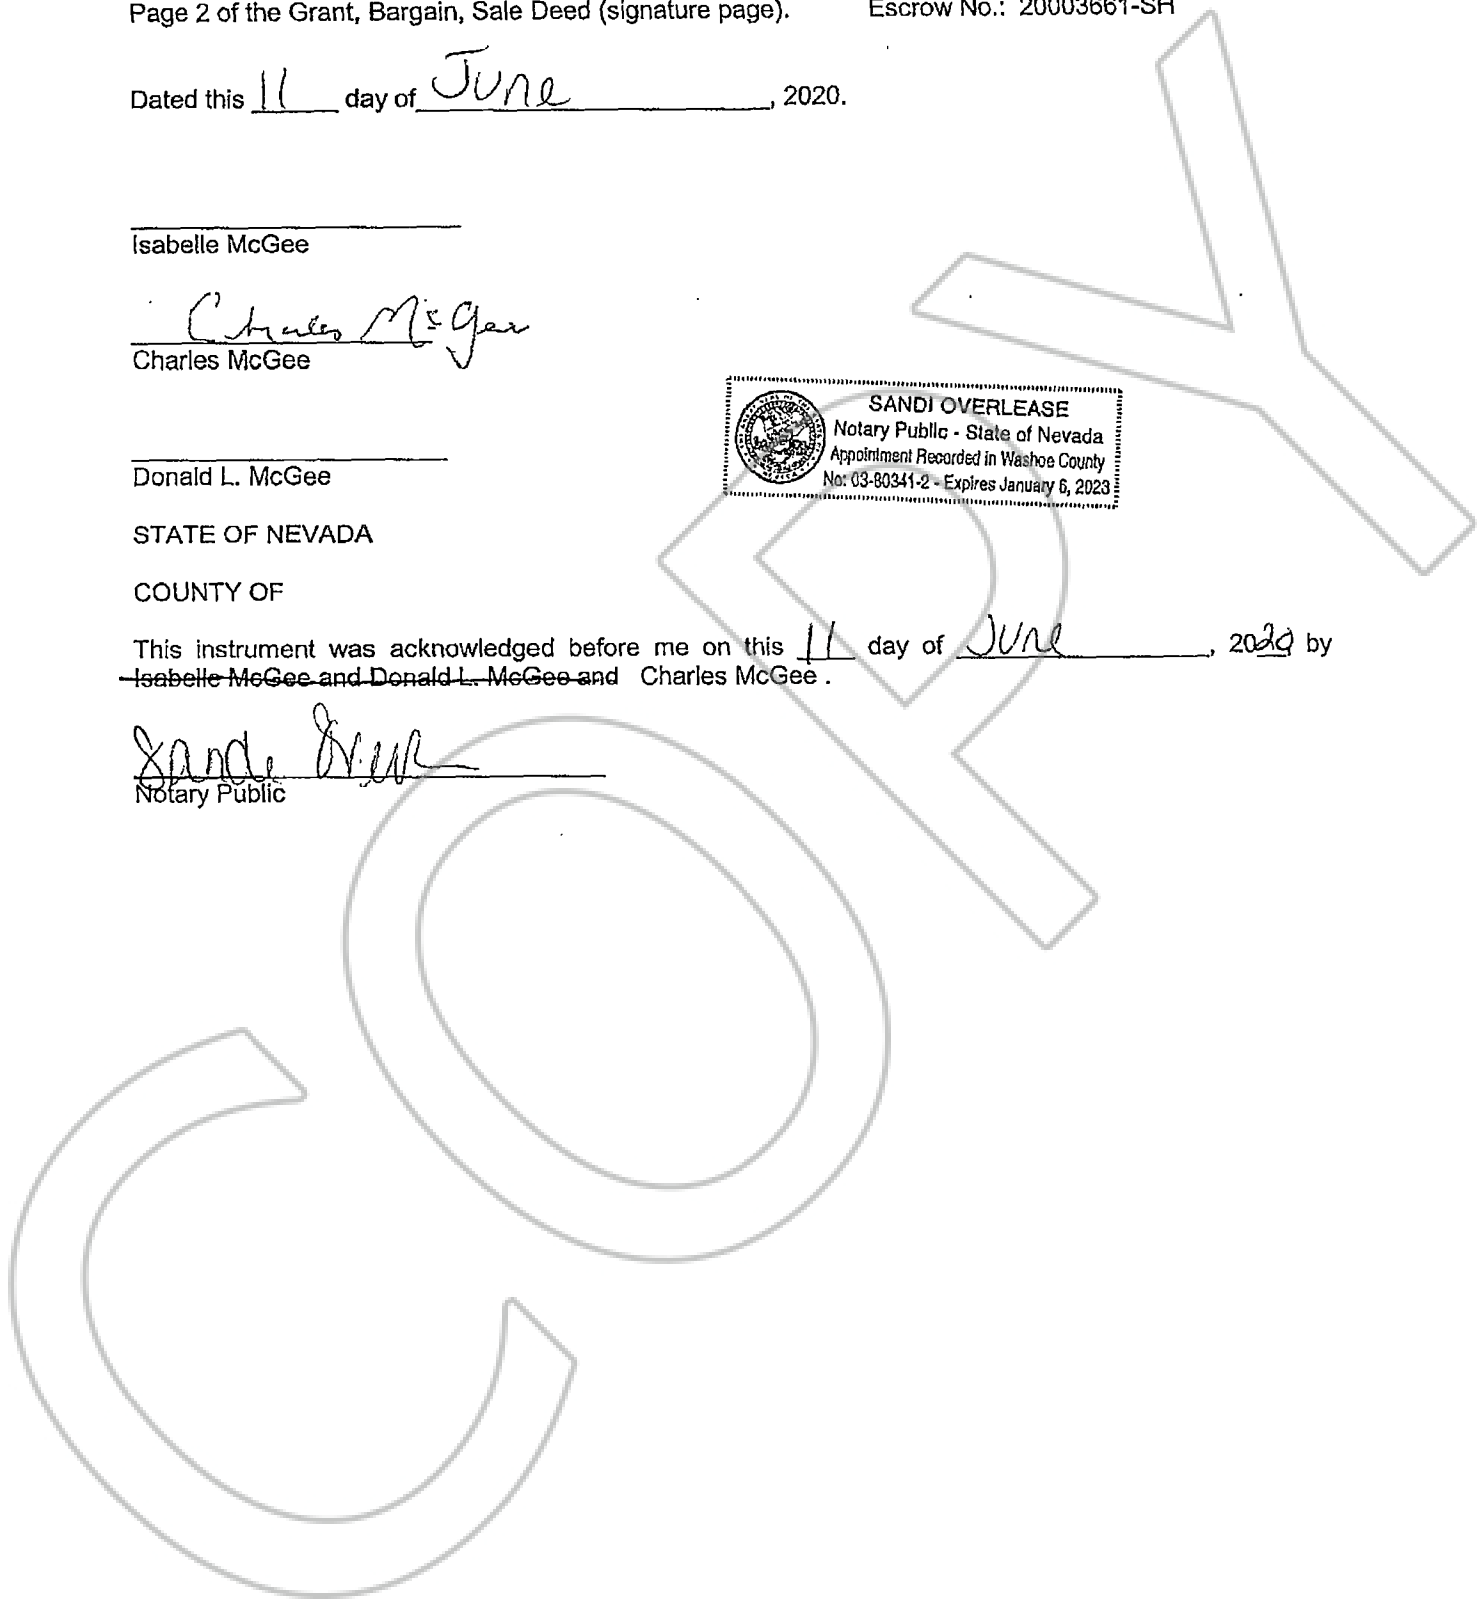 Page 2 of the Grant, Bargain, Sale Deed (signature page). Escrow No.: 20003661-SH
Dated this 11 day of June, 2020.
Isabelle McGee
Charles McGee
Charles McGee
SANDI OVERLEASE
Notary Public - State of Nevada
Appointment Recorded in Washoe County
No: 03-80341-2 - Expires January 6, 2023
Donald L. McGee
STATE OF NEVADA
COUNTY OF
This instrument was acknowledged before me on this 11 day of June, 2020 by
Isabelle McGee and Donald L. McGee and Charles McGee .
Notary Public
COPY